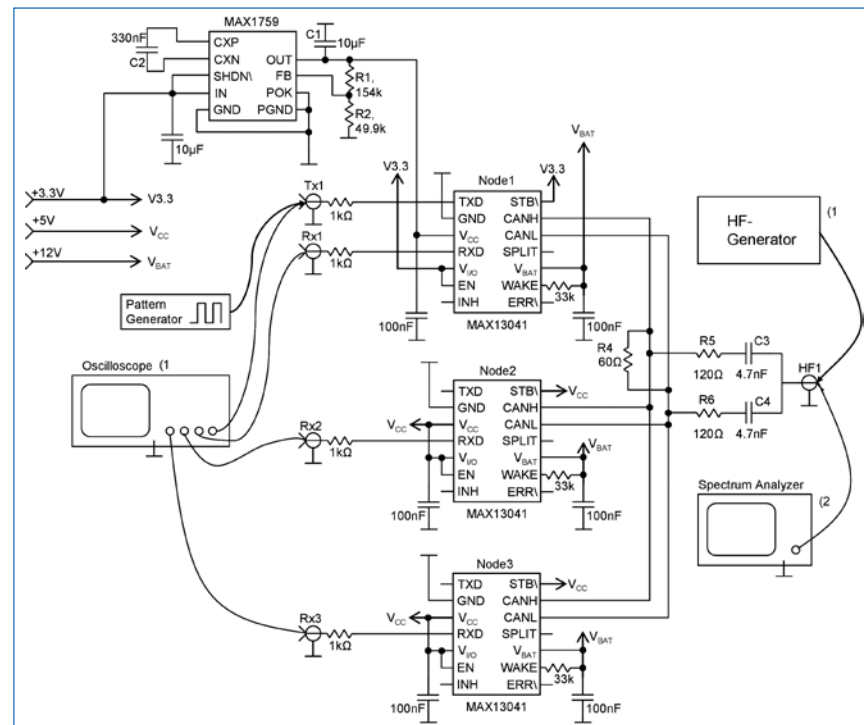 MAX1759
330nF
C2
CXP
CXN
SHDN\
IN
GND
OUT
FB
POK
PGND
C1
10µF
R1,
154k
R2,
49.9k
10µF
+3.3V
V3.3
+5V
VCC
+12V
VBAT
Tx1
1kΩ
Rx1
1kΩ
V3.3
V3.3
VBAT
Node1
TXD
GND
VCC
RXD
VI/O
EN
INH
STB\
CANH
CANL
SPLIT
VBAT
WAKE
ERR\
MAX13041
33k
100nF
100nF
Pattern
Generator
Oscilloscope (1
HF-
Generator
(1
R4
60Ω
R5
120Ω
C3
4.7nF
R6
120Ω
C4
4.7nF
HF1
Node2
TXD
GND
VCC
RXD
VI/O
EN
INH
STB\
CANH
CANL
SPLIT
VBAT
WAKE
ERR\
MAX13041
VCC
VCC
VBAT
33k
100nF
100nF
Rx2
1kΩ
Spectrum Analyzer (2
Node3
TXD
GND
VCC
RXD
VI/O
EN
INH
STB\
CANH
CANL
SPLIT
VBAT
WAKE
ERR\
MAX13041
VCC
VCC
VBAT
33k
100nF
100nF
Rx3
1kΩ